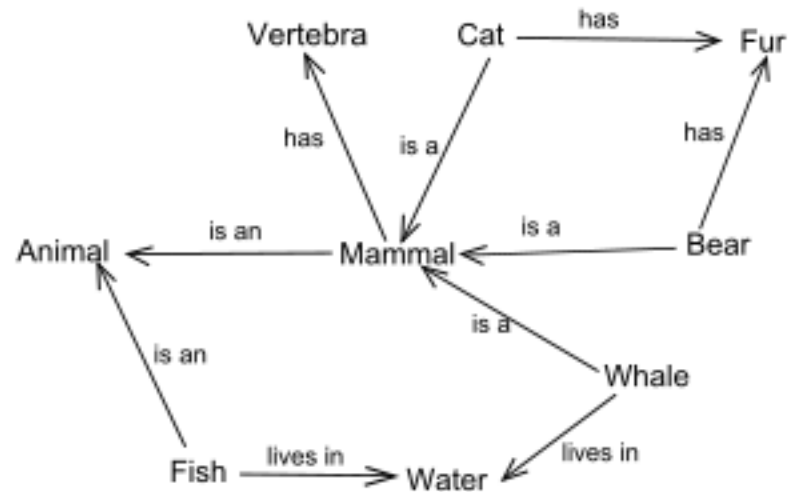 Vertebra
Cat
has
Fur
has
is a
has
Animal
is an
Mammal
is a
Bear
is an
is a
Whale
Fish
lives in
Water
lives in